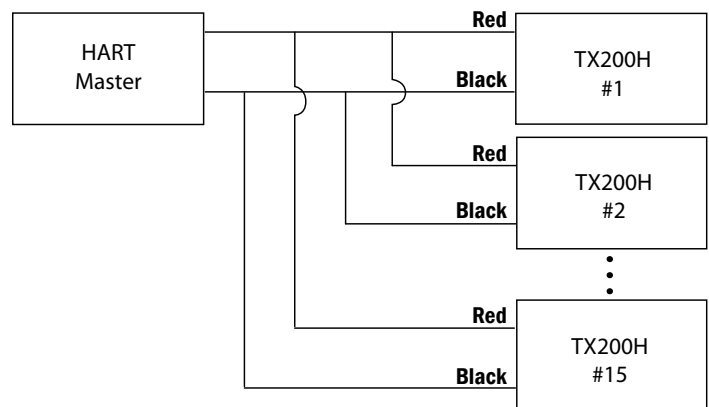 HART
Master
Red
Black
TX200H
#1
Red
Black
TX200H
#2
Red
Black
TX200H
#15